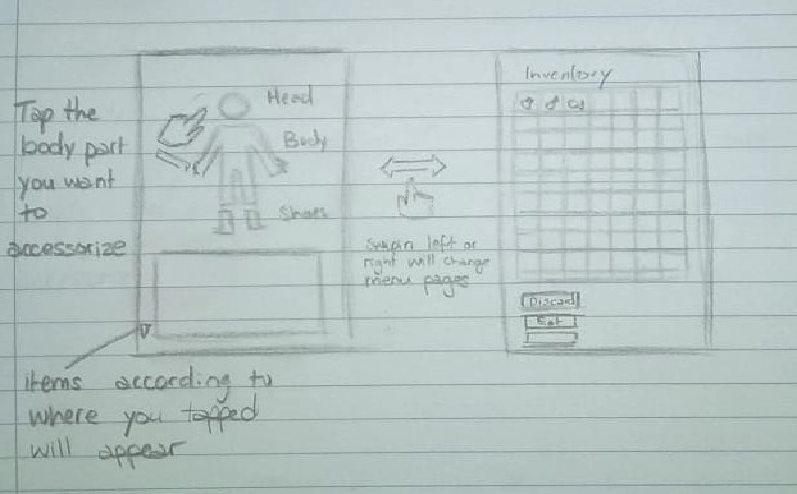 Tap the
body part
you want
to
accessorize
Head
Body
Shoes
items according to
where you tapped
will appear
Swipin left or
right will change
menu pages
Inventory
Discard
Eat